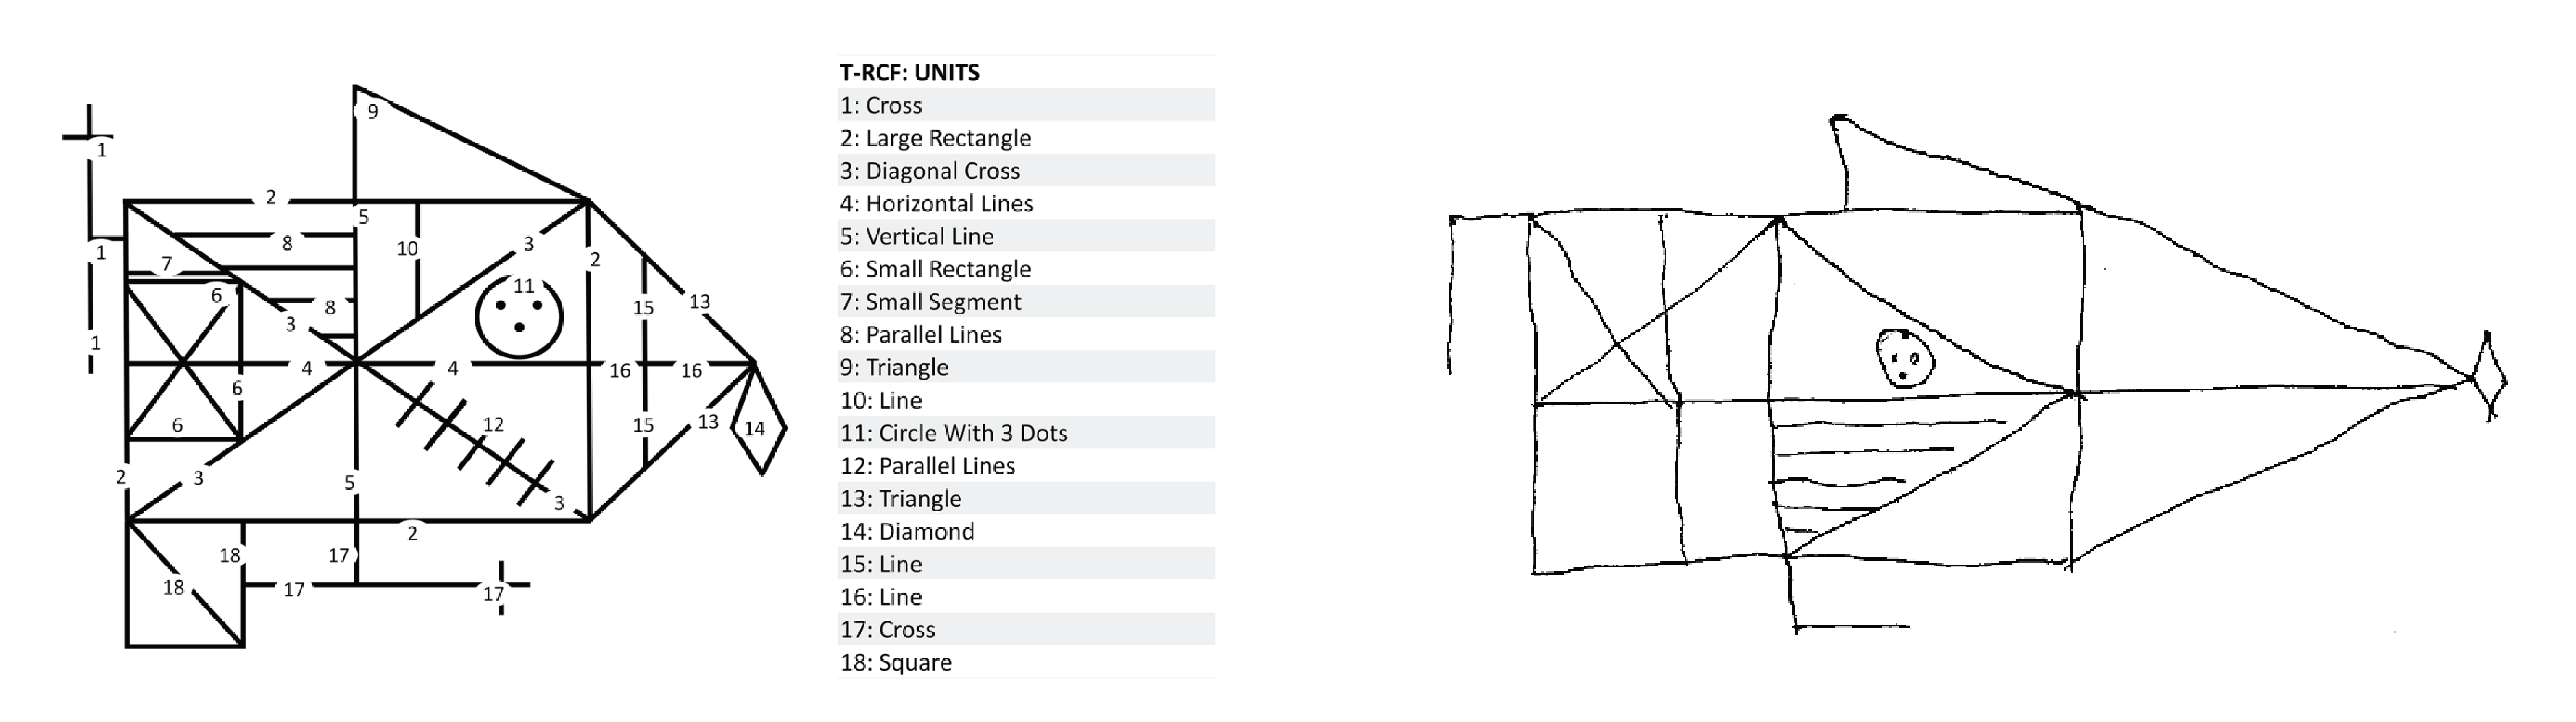 1
9
2
5
1
8
10
3
2
7
11
6
8
15
13
3
1
4
4
16
16
6
12
15
13
14
6
2
3
5
3
2
18
17
18
17
17
T-RCF: UNITS
1: Cross
2: Large Rectangle
3: Diagonal Cross
4: Horizontal Lines
5: Vertical Line
6: Small Rectangle
7: Small Segment
8: Parallel Lines
9: Triangle
10: Line
11: Circle With 3 Dots
12: Parallel Lines
13: Triangle
14: Diamond
15: Line
16: Line
17: Cross
18: Square